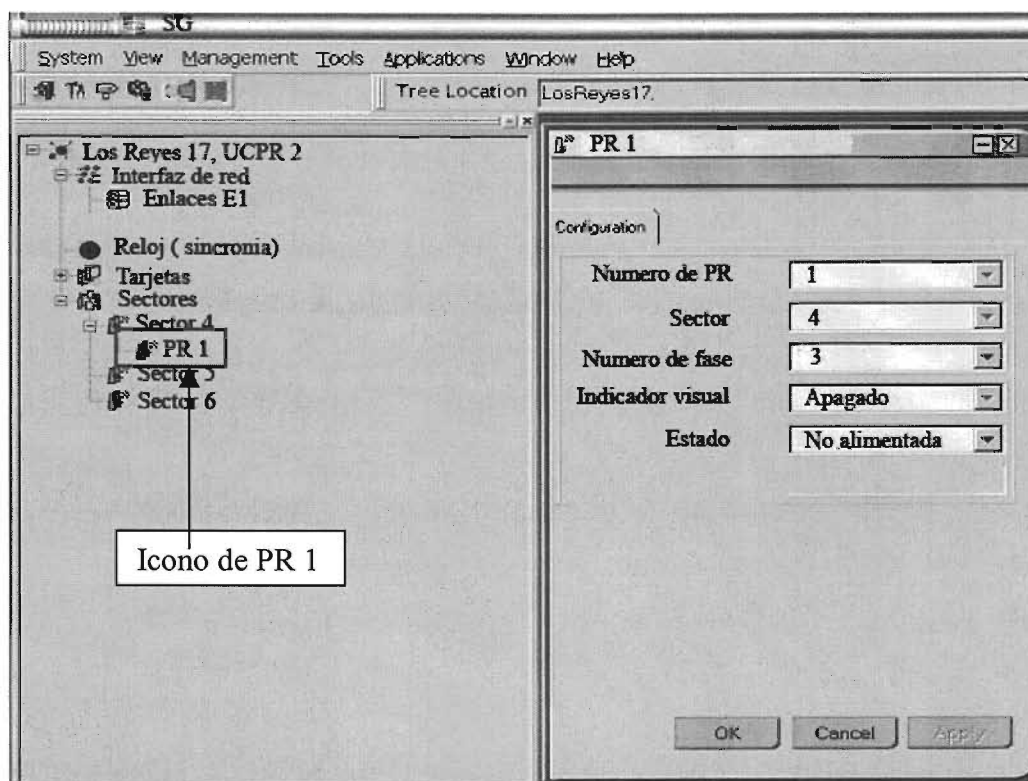 SG
System View Management Tools Applications Window Help
Tree Location LosReyes17,
Los Reyes 17, UCPR 2
Interfaz de red
Enlaces E1
Reloj ( sincronia)
Tarjetas
Sectores
Sector 4
PR 1
Sector 5
Sector 6
Icono de PR 1
PR 1
Configuration
Numero de PR 1
Sector 4
Numero de fase 3
Indicador visual Apagado
Estado No alimentada
OK Cancel Apply